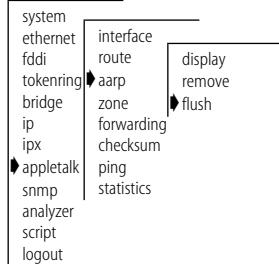 system
ethernet
fddi
tokenring
bridge
ip
ipx
appletalk
snmp
analyzer
script
logout
interface
route
aarp
zone
forwarding
checksum
ping
statistics
display
remove
flush